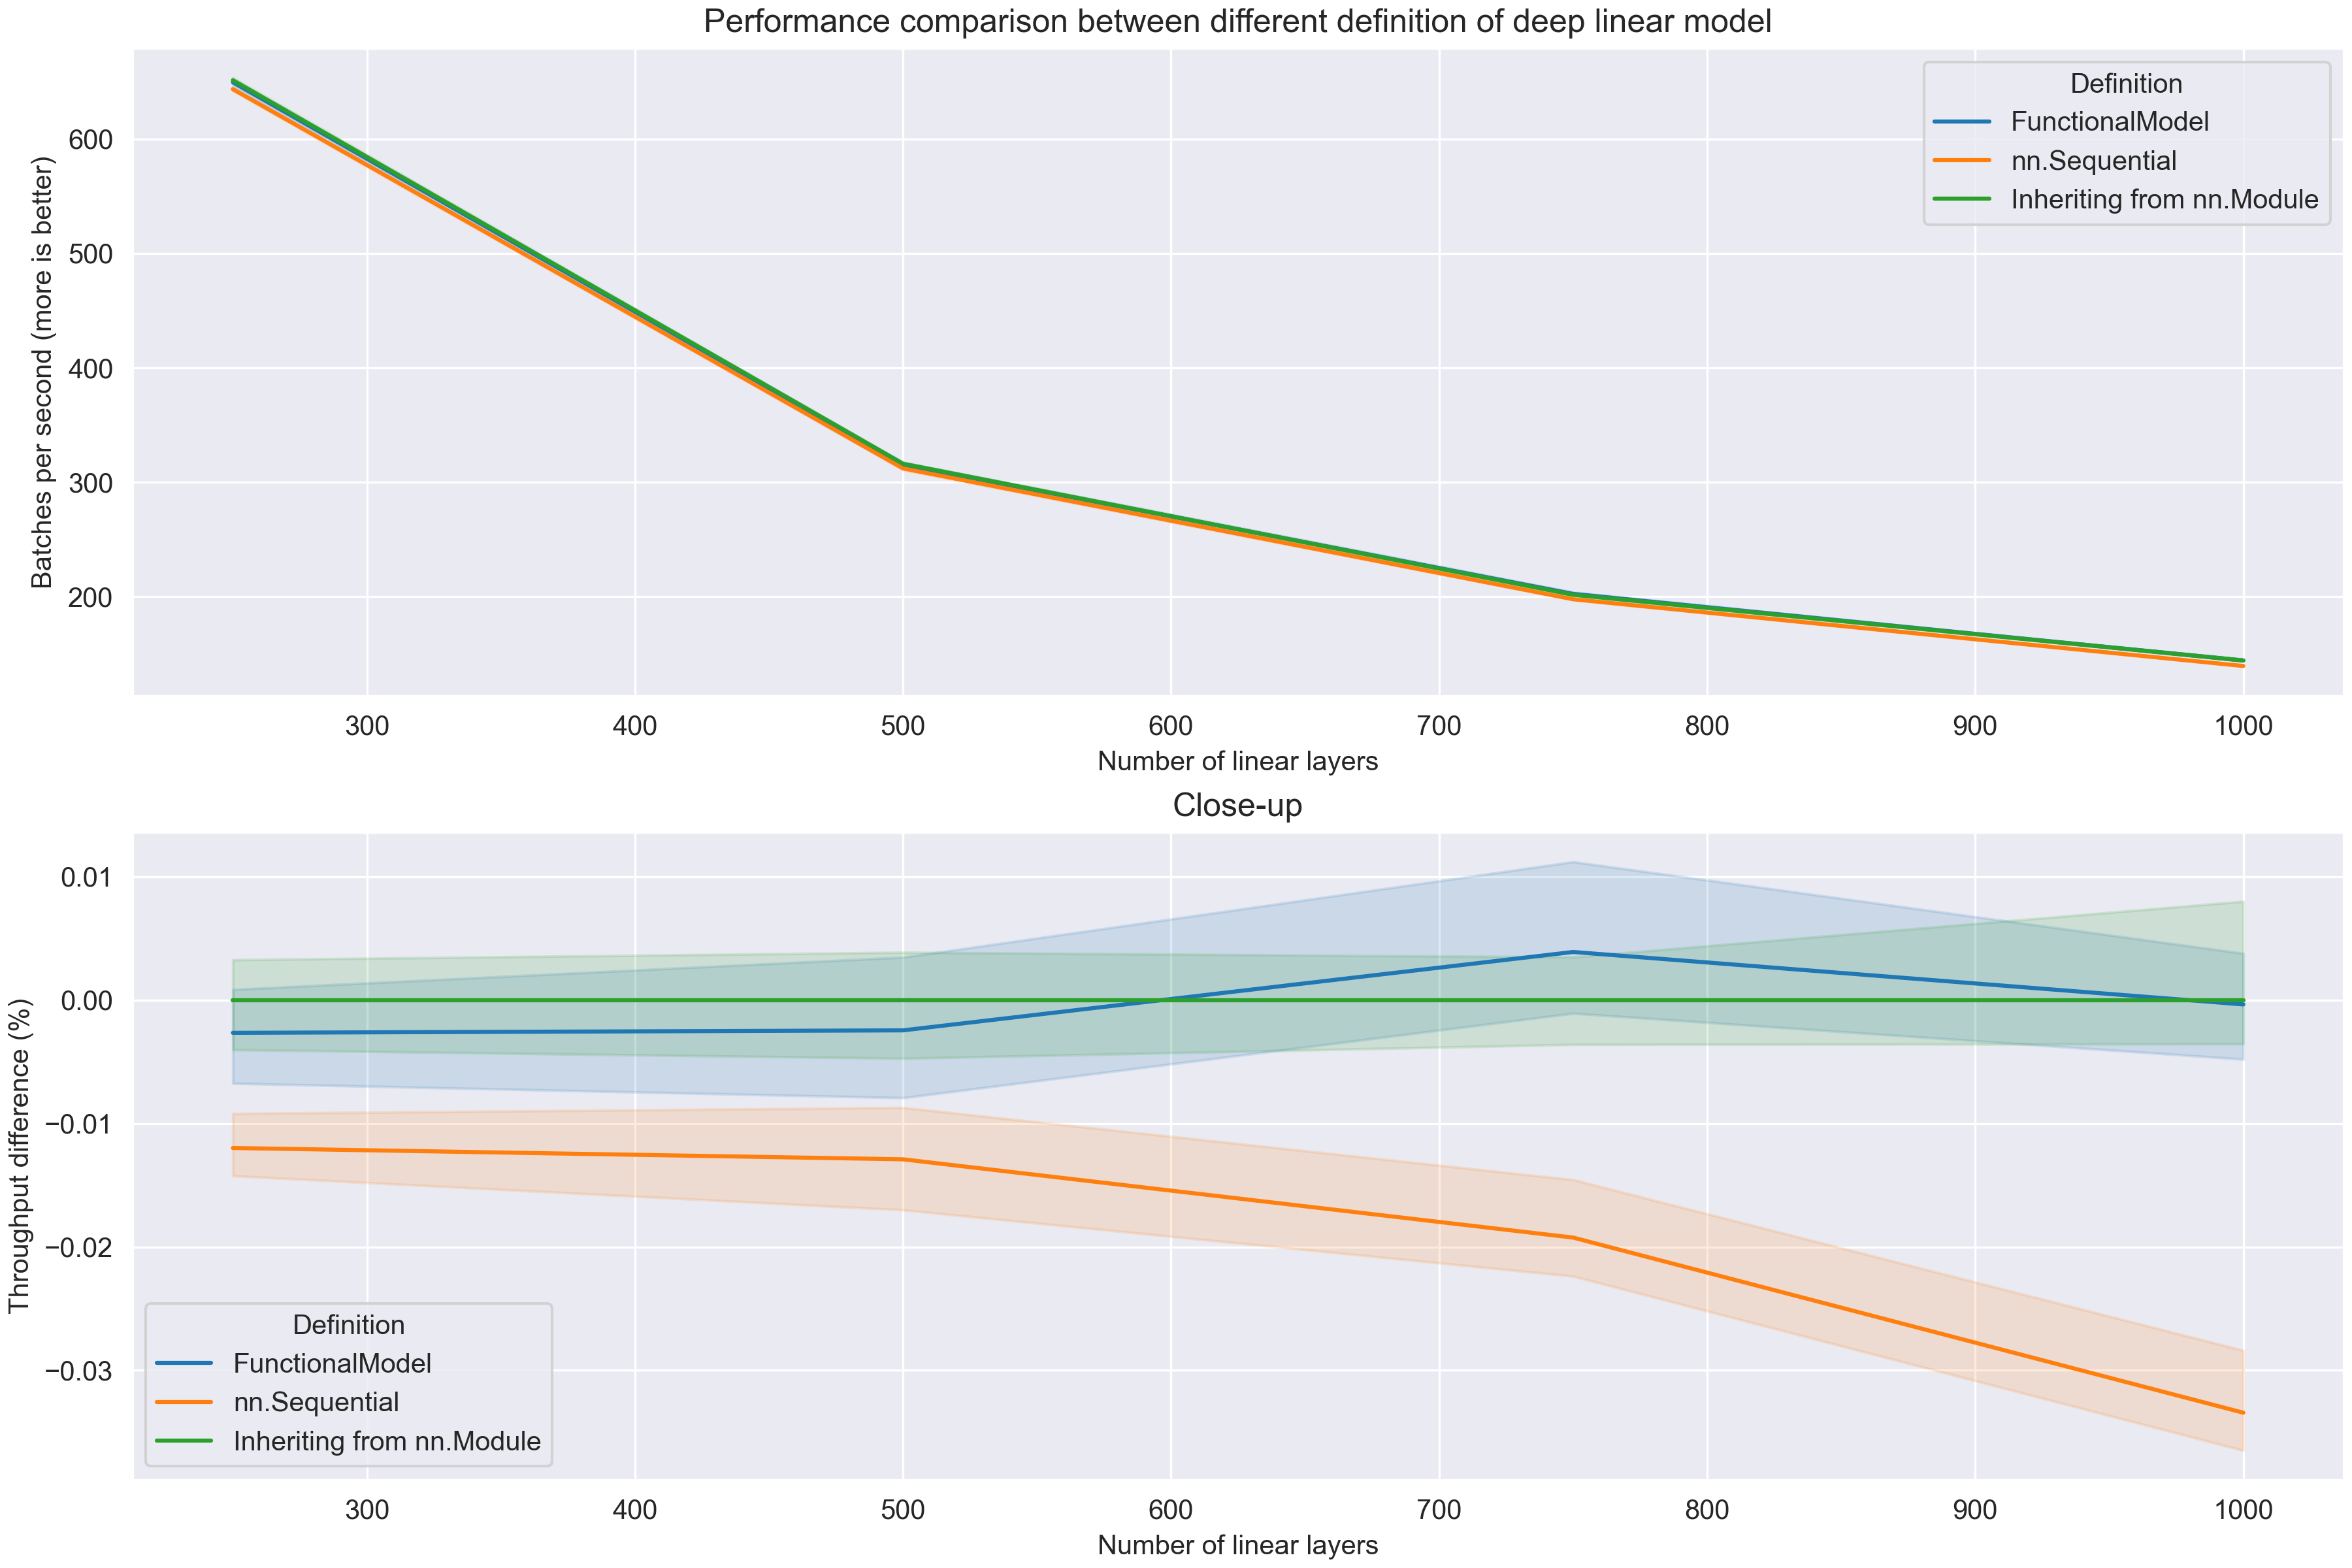 Performance comparison between different definition of deep linear model
Batches per second (more is better)
600
500
400
300
200
Definition
FunctionalModel
nn.Sequential
Inheriting from nn.Module
300 400 500 600 700 800 900 1000
Number of linear layers
Close-up
Throughput difference (%)
0.01
0.00
−0.01
−0.02
−0.03
Definition
FunctionalModel
nn.Sequential
Inheriting from nn.Module
300 400 500 600 700 800 900 1000
Number of linear layers